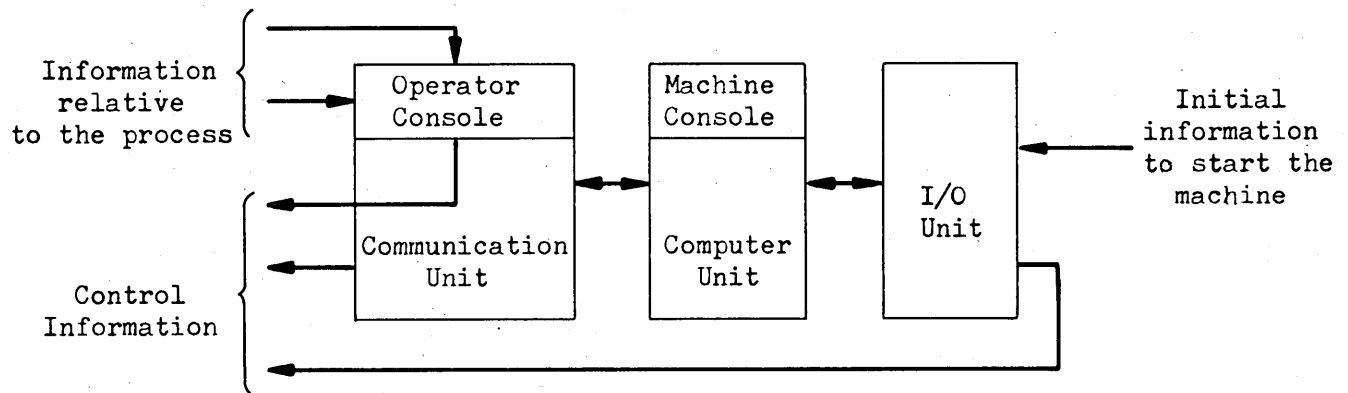 Information
relative
to the process
Operator
Console
Machine
Console
Initial
information
to start the
machine
I/O
Unit
Communication
Unit
Computer
Unit
Control
Information